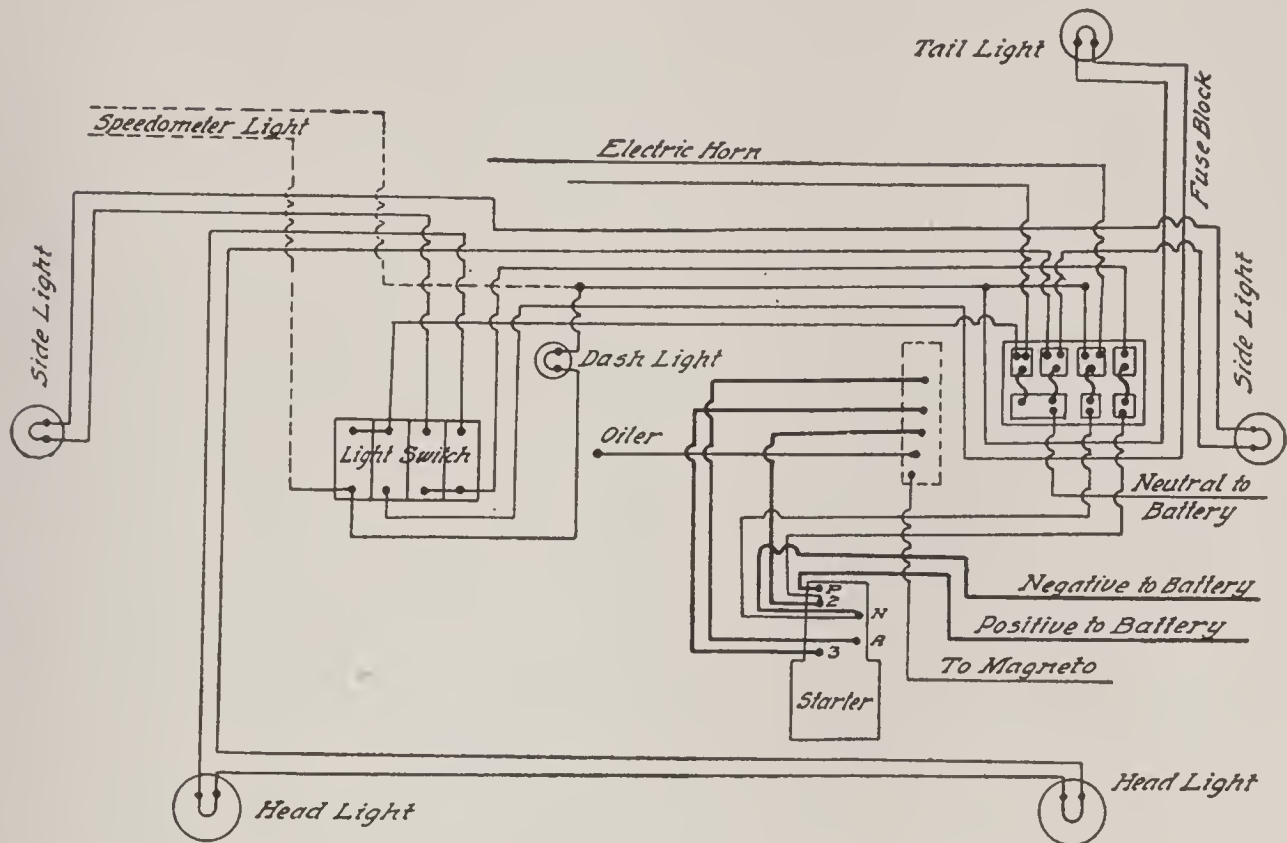 Tail Light
Fuse Block
Speedometer Light
Electric Horn
Side Light
Side Light
Dash Light
Light Switch
Oiler
Neutral to
Battery
P
2
Negative to Battery
N
Positive to Battery
A
3
To Magneto
Starter
Head Light
Head Light